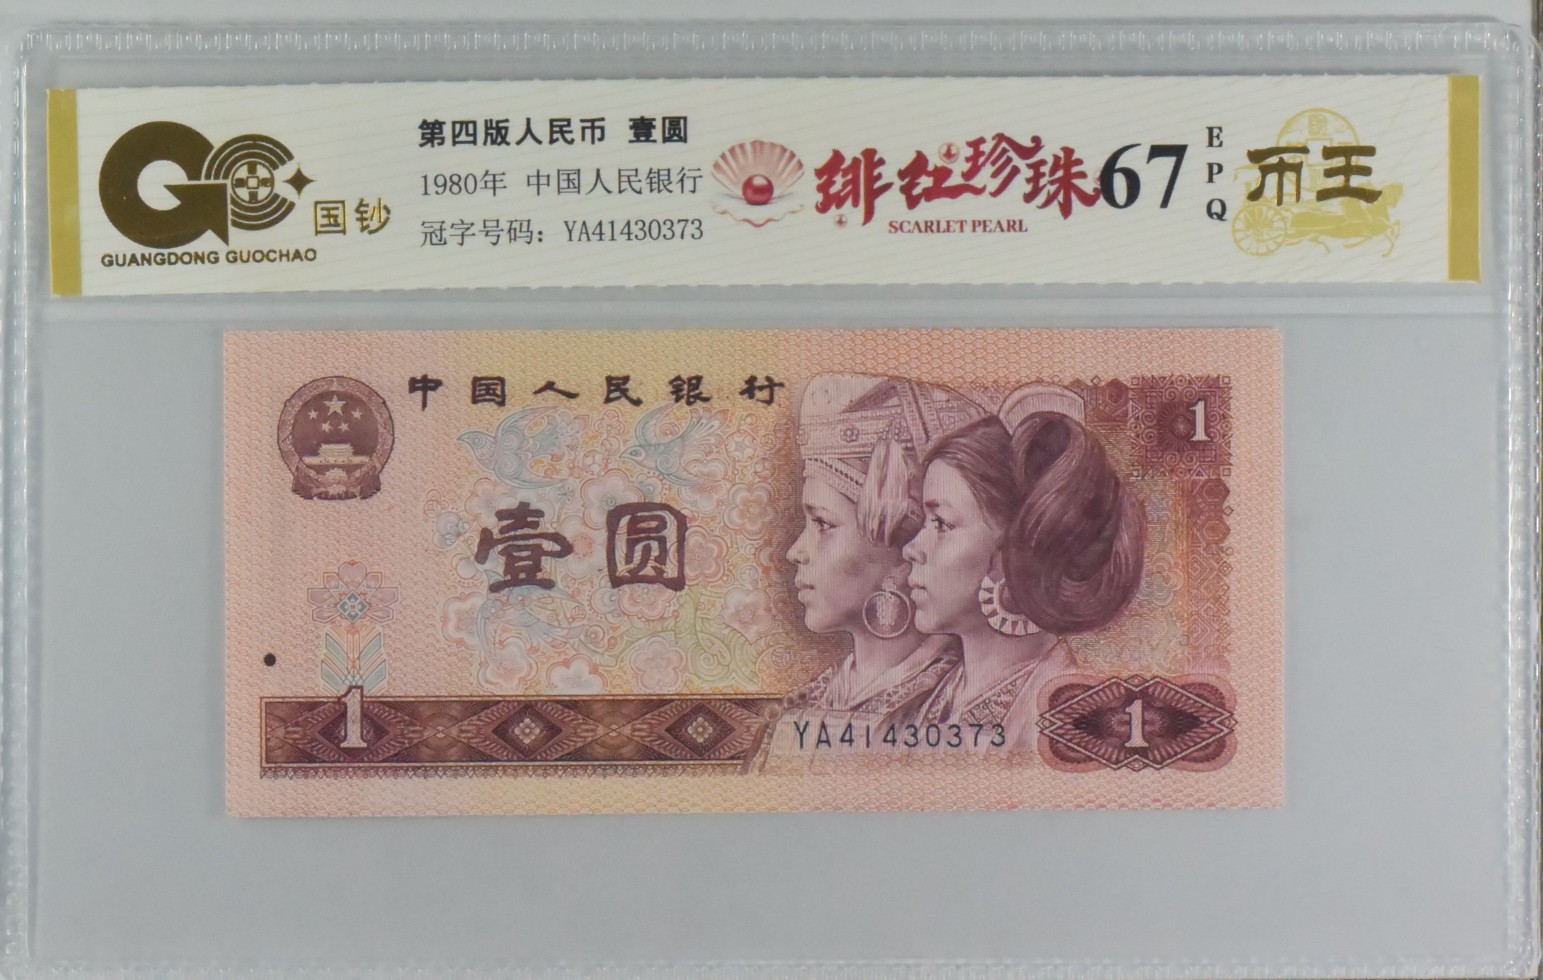 国钞
GUANGDONG GUOCHAO
第四版人民币 壹圆
1980年 中国人民银行
冠字号码：YA41430373
绯红珍珠
SCARLET PEARL
67
EPQ
币王
中国人民银行
1
壹圆
1
YA41430373
1